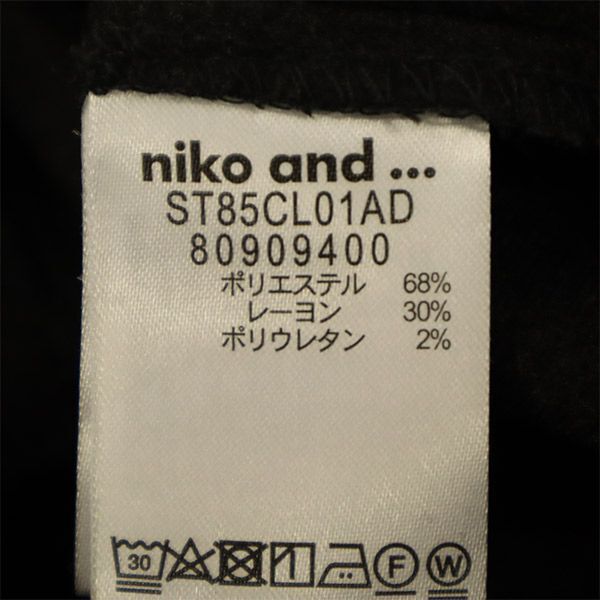 niko and ...
ST85CL01AD
80909400
ポリエステル 68%
レーヨン 30%
ポリウレタン 2%
30 F W